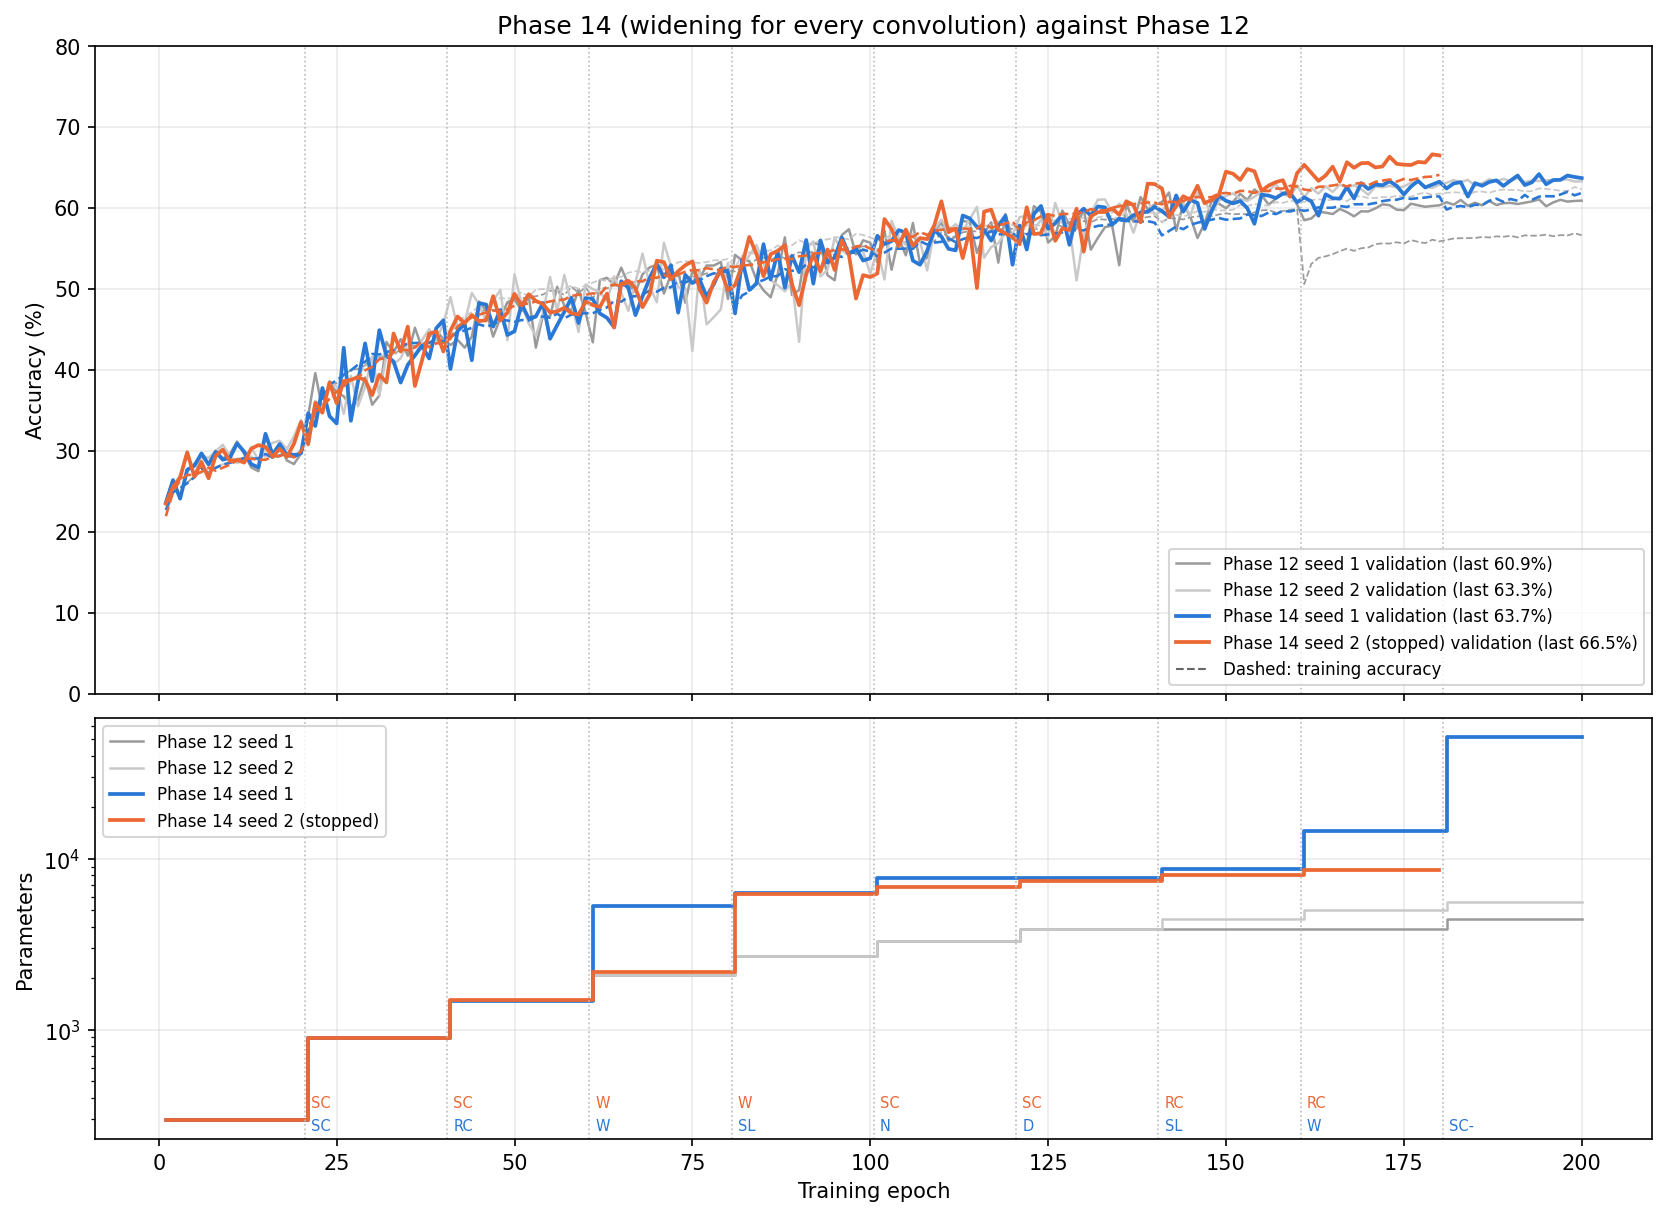 Phase 14 (widening for every convolution) against Phase 12
Accuracy (%)
80
70
60
50
40
30
20
10
0
Phase 12 seed 1 validation (last 60.9%)
Phase 12 seed 2 validation (last 63.3%)
Phase 14 seed 1 validation (last 63.7%)
Phase 14 seed 2 (stopped) validation (last 66.5%)
Dashed: training accuracy
Parameters
10^4
10^3
Phase 12 seed 1
Phase 12 seed 2
Phase 14 seed 1
Phase 14 seed 2 (stopped)
SC SC W W SC SC RC RC
SC RC W SL N D SL W SC-
0 25 50 75 100 125 150 175 200
Training epoch